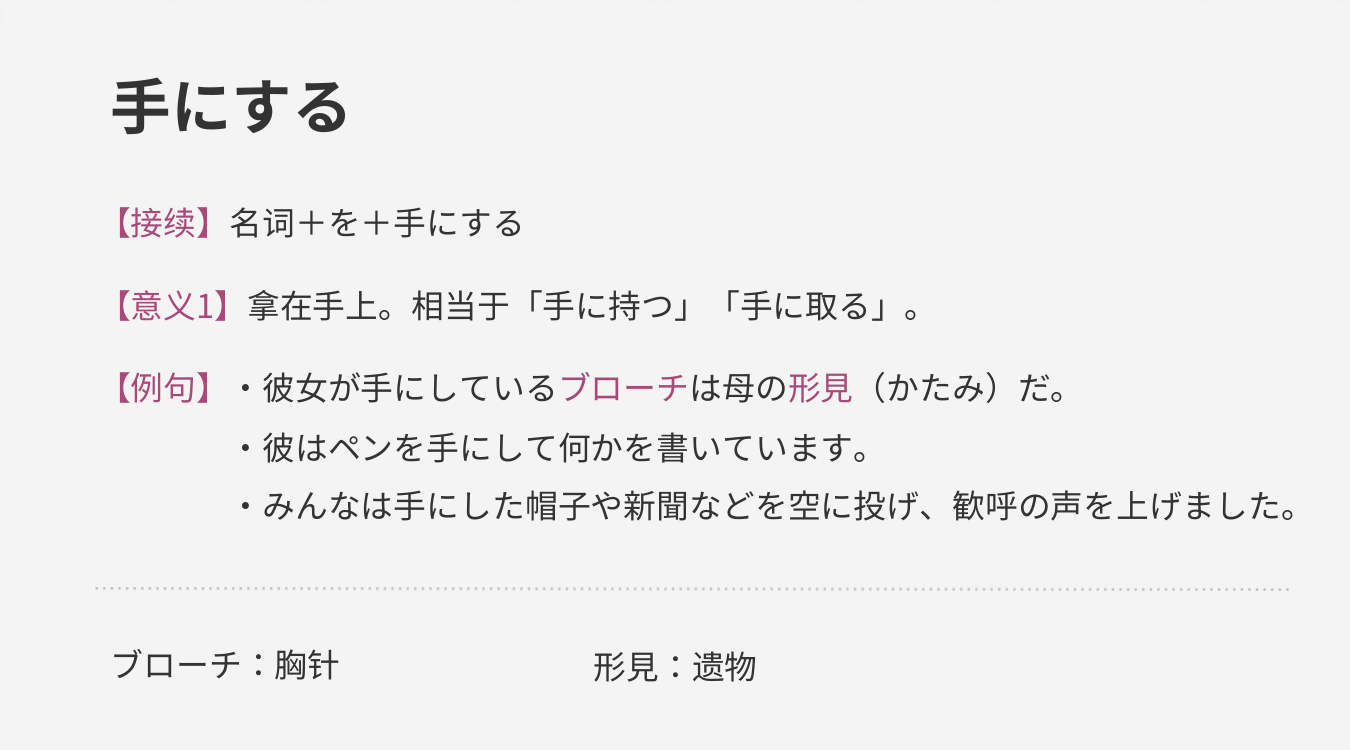 手にする
【接续】名词＋を＋手にする
【意义1】拿在手上。相当于「手に持つ」「手に取る」。
【例句】・彼女が手にしているブローチは母の形見（かたみ）だ。
・彼はペンを手にして何かを書いています。
・みんなは手にした帽子や新聞などを空に投げ、歓呼の声を上げました。
ブローチ：胸针 形見：遗物